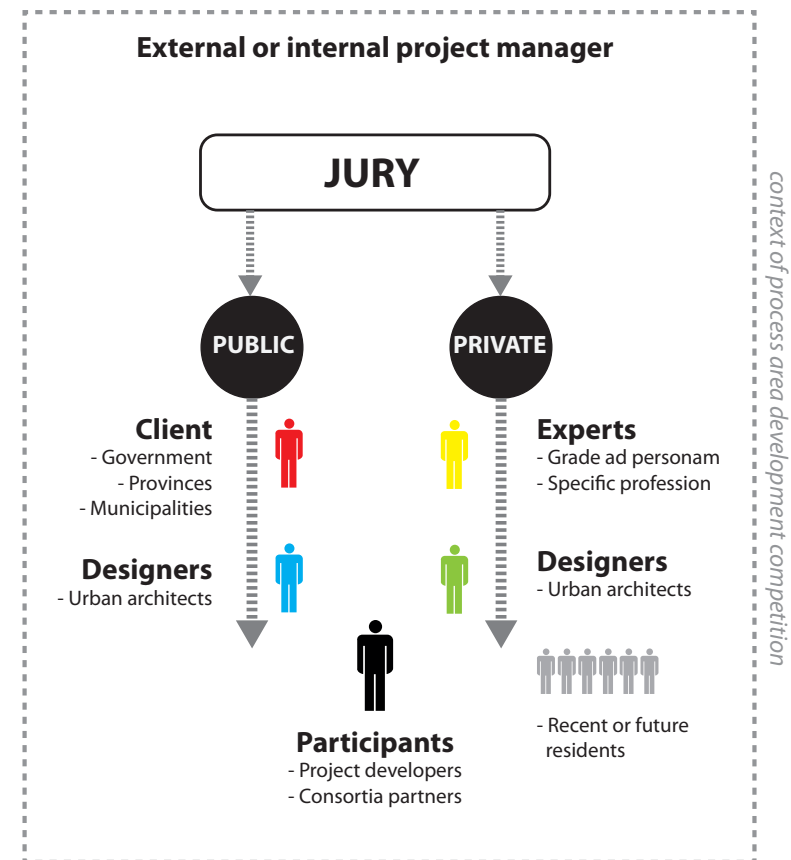 External or internal project manager
JURY
PUBLIC
PRIVATE
Client
- Government
- Provinces
- Municipalities
Designers
- Urban architects
Experts
- Grade ad personam
- Specific profession
Designers
- Urban architects
- Recent or future
residents
Participants
- Project developers
- Consortia partners
context of process area development competition